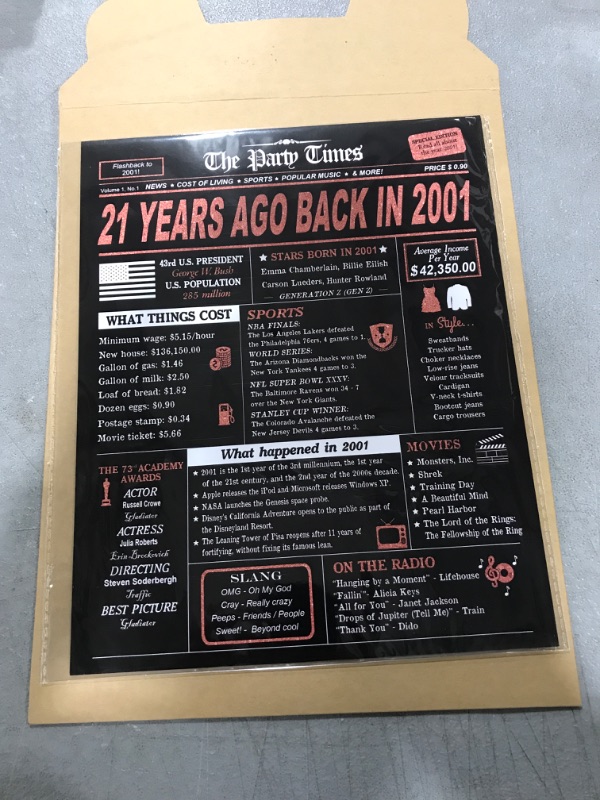 Flashback to
2001!
The Party Times
SPECIAL EDITION
Read all about
the year 2001!
Volume 1. No.1
NEWS ★ COST OF LIVING ★ SPORTS ★ POPULAR MUSIC ★ & MORE!
PRICE $ 0.90
21 YEARS AGO BACK IN 2001
43rd U.S. PRESIDENT
George W. Bush
U.S. POPULATION
285 million
★ STARS BORN IN 2001 ★
Emma Chamberlain, Billie Eilish
Carson Lueders, Hunter Rowland
GENERATION Z (GEN Z)
Average Income
Per Year
$42,350.00
WHAT THINGS COST
Minimum wage: $5.15/hour
New house: $136,150.00
Gallon of gas: $1.46
Gallon of milk: $2.50
Loaf of bread: $1.82
Dozen eggs: $0.90
Postage stamp: $0.34
Movie ticket: $5.66
SPORTS
NBA FINALS:
The Los Angeles Lakers defeated
the Philadelphia 76ers, 4 games to 1.
WORLD SERIES:
The Arizona Diamondbacks won the
New York Yankees 4 games to 3.
NFL SUPER BOWL XXXV:
The Baltimore Ravens won 34 - 7
over the New York Giants.
STANLEY CUP WINNER:
The Colorado Avalanche defeated the
New Jersey Devils 4 games to 3.
IN Style...
Sweatbands
Trucker hats
Choker necklaces
Low-rise jeans
Velour tracksuits
Cardigan
V-neck t-shirts
Bootcut jeans
Cargo trousers
THE 73rd ACADEMY
AWARDS
ACTOR
Russell Crowe
Gladiator
ACTRESS
Julia Roberts
Erin Brockovich
DIRECTING
Steven Soderbergh
Traffic
BEST PICTURE
Gladiator
What happened in 2001
★ 2001 is the 1st year of the 3rd millennium, the 1st year
of the 21st century, and the 2nd year of the 2000s decade.
★ Apple releases the iPod and Microsoft releases Windows XP.
★ NASA launches the Genesis space probe.
★ Disney's California Adventure opens to the public as part of
the Disneyland Resort.
★ The Leaning Tower of Pisa reopens after 11 years of
fortifying, without fixing its famous lean.
MOVIES
★ Monsters, Inc.
★ Shrek
★ Training Day
★ A Beautiful Mind
★ Pearl Harbor
★ The Lord of the Rings:
The Fellowship of the Ring
SLANG
OMG - Oh My God
Cray - Really crazy
Peeps - Friends / People
Sweet! - Beyond cool
ON THE RADIO
"Hanging by a Moment" - Lifehouse
"Fallin'"- Alicia Keys
"All for You" - Janet Jackson
"Drops of Jupiter (Tell Me)" - Train
"Thank You" - Dido